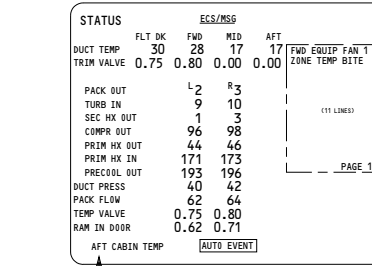 STATUS ECS/MSG
FLT DK FWD MID AFT
DUCT TEMP 30 28 17 17
TRIM VALVE 0.75 0.80 0.00 0.00
FWD EQUIP FAN 1
ZONE TEMP BITE
(11 LINES)
PAGE 1
PACK OUT L2 R3
TURB IN 9 10
SEC HX OUT 1 3
COMPR OUT 96 98
PRIM HX OUT 44 46
PRIM HX IN 171 173
PRECOOL OUT 193 196
DUCT PRESS 40 42
PACK FLOW 62 64
TEMP VALVE 0.75 0.80
RAM IN DOOR 0.62 0.71
AFT CABIN TEMP AUTO EVENT